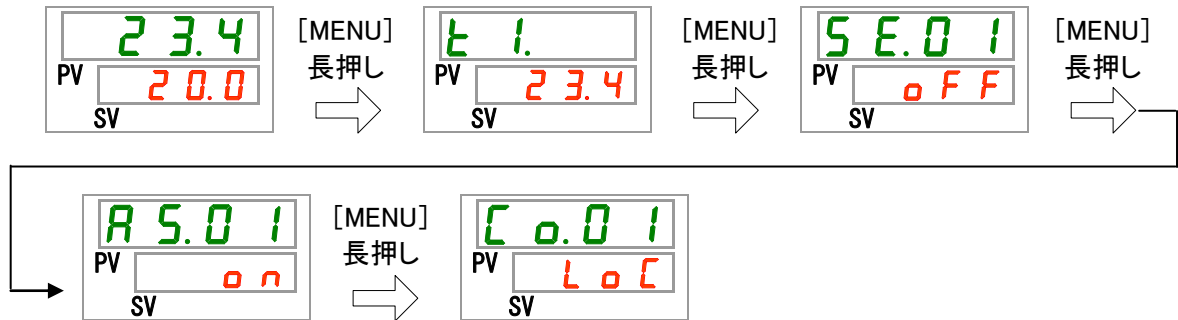 23.4
PV
20.0
SV
[MENU]
長押し
t 1.
PV
23.4
SV
[MENU]
長押し
SE.01
PV
oFF
SV
[MENU]
長押し
AS.01
PV
on
SV
[MENU]
長押し
Co.01
PV
LoC
SV